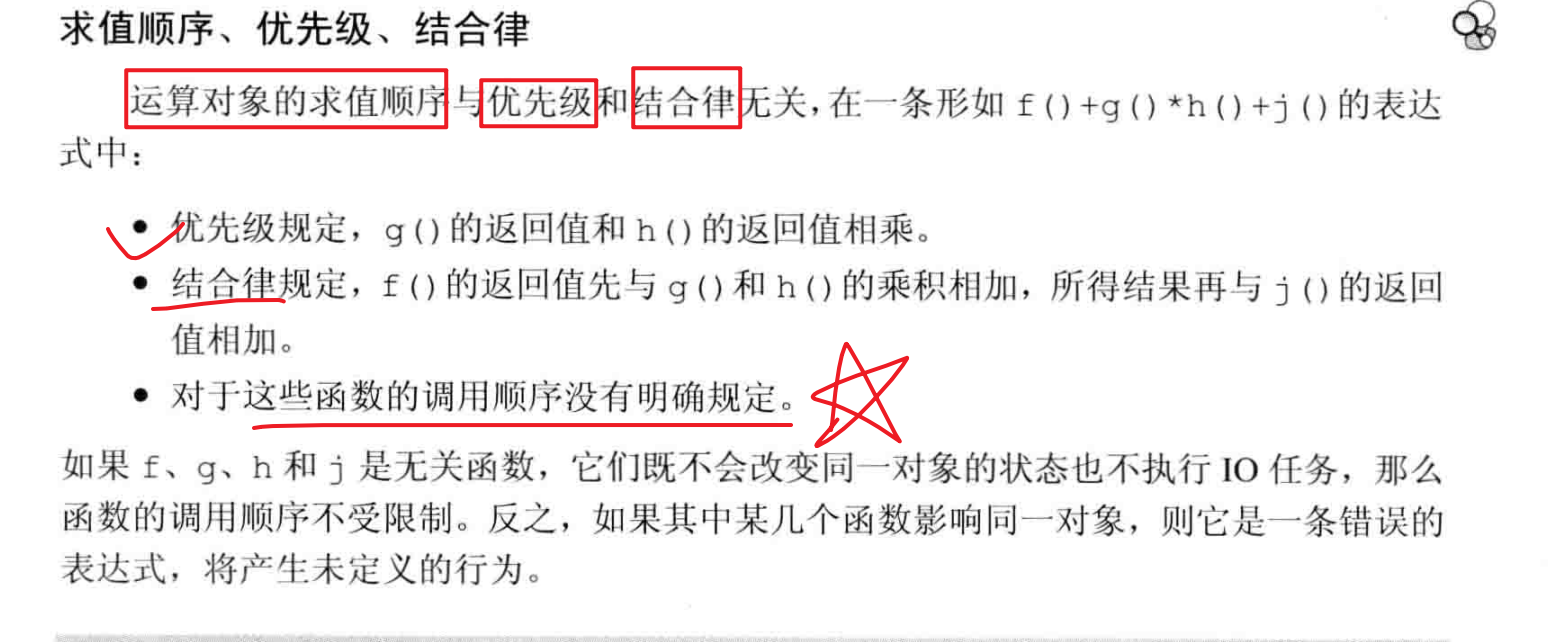 求值顺序、优先级、结合律
运算对象的求值顺序与优先级和结合律无关，在一条形如 f()+g()*h()+j()的表达
式中：
● 优先级规定，g()的返回值和 h()的返回值相乘。
● 结合律规定，f()的返回值先与 g()和 h()的乘积相加，所得结果再与 j()的返回
值相加。
● 对于这些函数的调用顺序没有明确规定。
如果 f、g、h 和 j 是无关函数，它们既不会改变同一对象的状态也不执行 IO 任务，那么
函数的调用顺序不受限制。反之，如果其中某几个函数影响同一对象，则它是一条错误的
表达式，将产生未定义的行为。